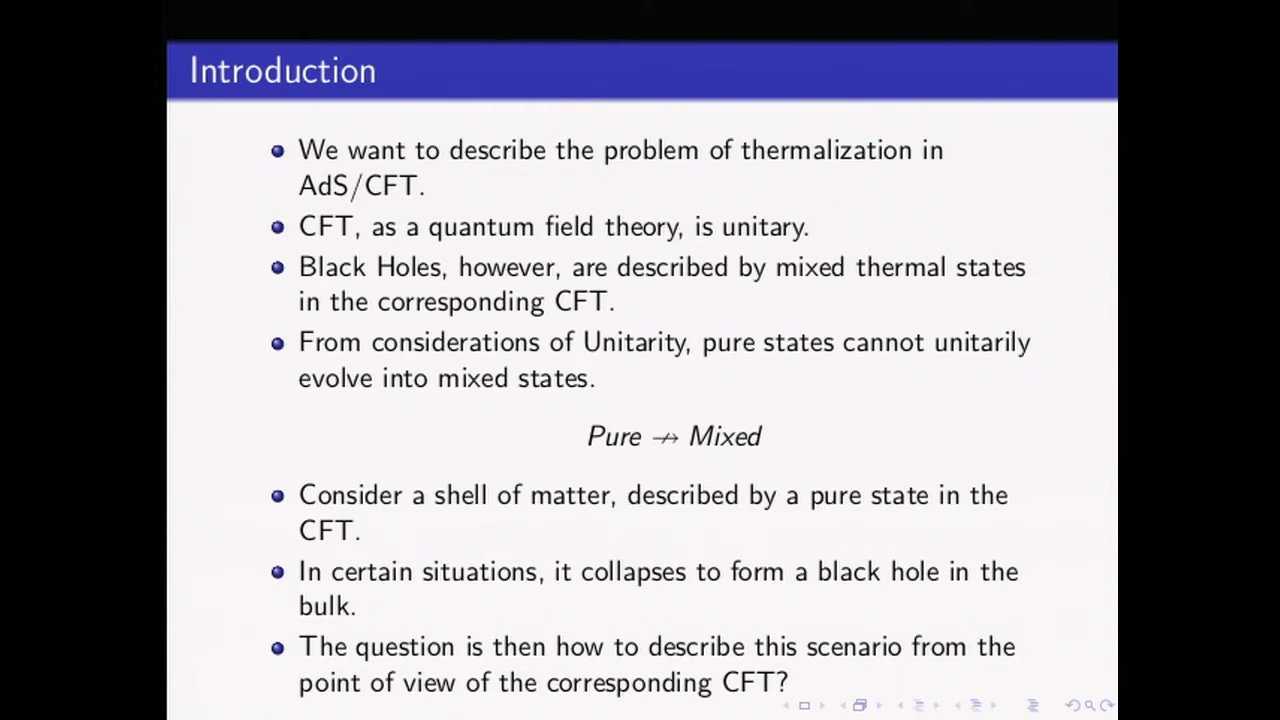 Introduction
We want to describe the problem of thermalization in
AdS/CFT.
CFT, as a quantum field theory, is unitary.
Black Holes, however, are described by mixed thermal states
in the corresponding CFT.
From considerations of Unitarity, pure states cannot unitarily
evolve into mixed states.
Pure ↛ Mixed
Consider a shell of matter, described by a pure state in the
CFT.
In certain situations, it collapses to form a black hole in the
bulk.
The question is then how to describe this scenario from the
point of view of the corresponding CFT?